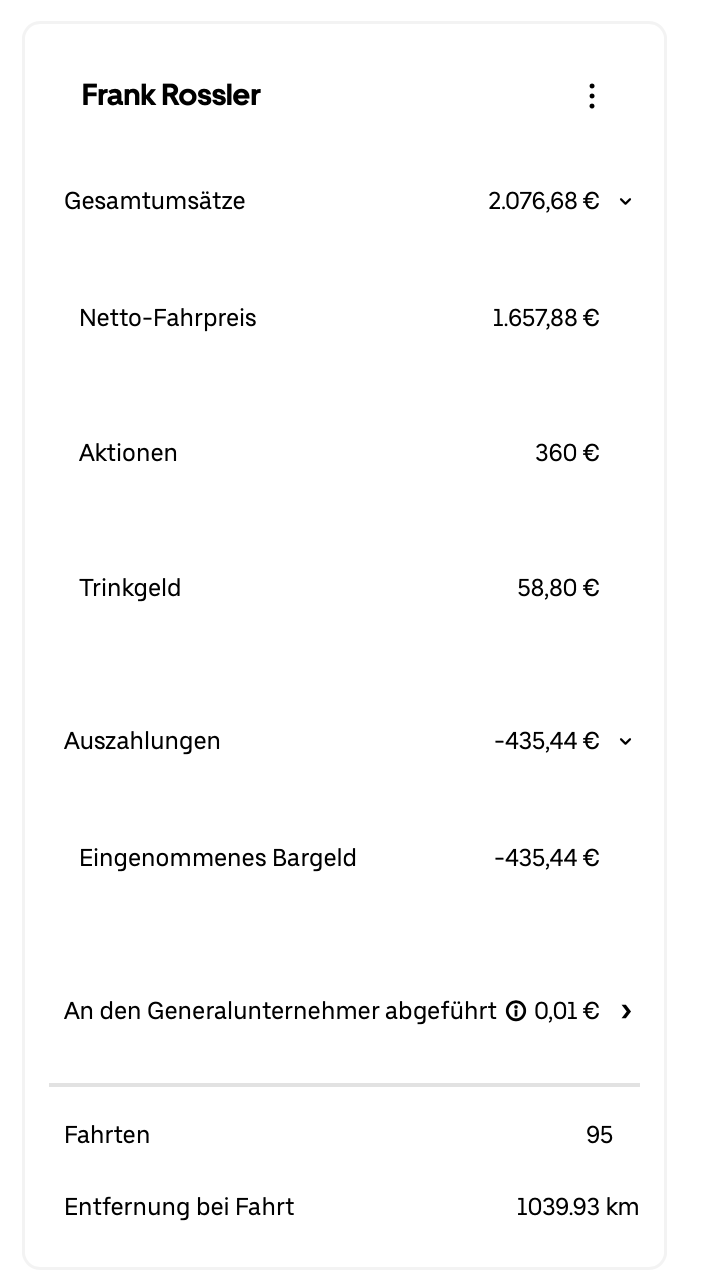 Frank Rossler
Gesamtumsätze 2.076,68 €
Netto-Fahrpreis 1.657,88 €
Aktionen 360 €
Trinkgeld 58,80 €
Auszahlungen -435,44 €
Eingenommenes Bargeld -435,44 €
An den Generalunternehmer abgeführt 0,01 €
Fahrten 95
Entfernung bei Fahrt 1039.93 km